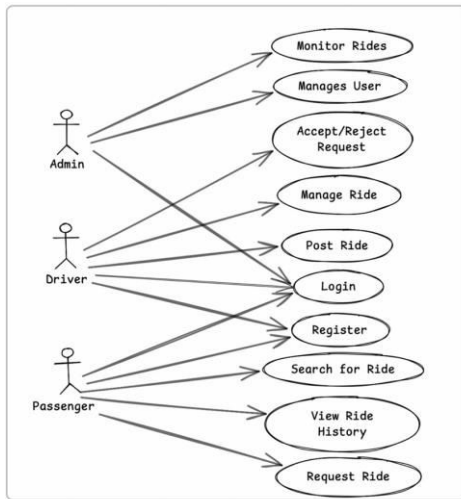 Monitor Rides
Manages User
Accept/Reject
Request
Admin
Manage Ride
Post Ride
Driver
Login
Register
Search for Ride
Passenger
View Ride
History
Request Ride